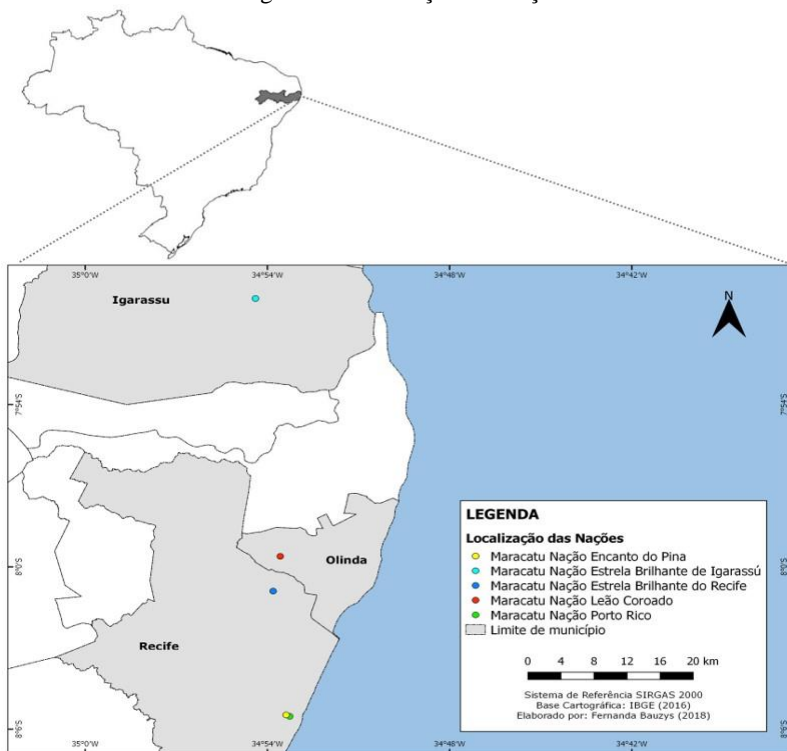 35°0'W 34°54'W 34°48'W 34°42'W
Igarassu
N
7°54'S 7°54'S
LEGENDA
Localização das Nações
Maracatu Nação Encanto do Pina
Maracatu Nação Estrela Brilhante de Igarassú
Maracatu Nação Estrela Brilhante do Recife
Maracatu Nação Leão Coroado
Maracatu Nação Porto Rico
Limite de município
0 4 8 12 16 20 km
Sistema de Referência SIRGAS 2000
Base Cartográfica: IBGE (2016)
Elaborado por: Fernanda Bauzys (2018)
Olinda
8°0'S 8°0'S
Recife
8°6'S 8°6'S
35°0'W 34°54'W 34°48'W 34°42'W